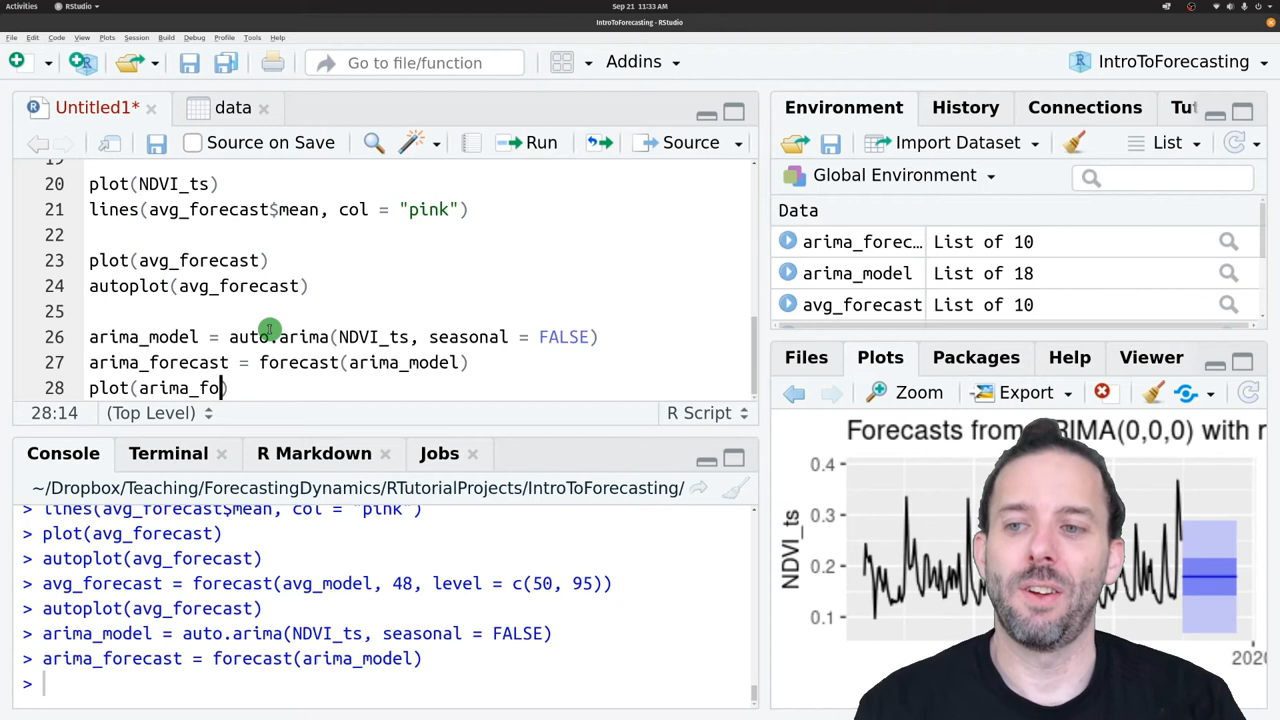 Activities
RStudio
Sep 21 11:33 AM
IntroToForecasting - RStudio
File Edit Code View Plots Session Build Debug Profile Tools Help
Go to file/function
Addins
IntroToForecasting
Untitled1*
data
Source on Save
Run
Source
20 plot(NDVI_ts)
21 lines(avg_forecast$mean, col = "pink")
22
23 plot(avg_forecast)
24 autoplot(avg_forecast)
25
26 arima_model = auto.arima(NDVI_ts, seasonal = FALSE)
27 arima_forecast = forecast(arima_model)
28 plot(arima_fo)
28:14 (Top Level) R Script
Console Terminal R Markdown Jobs
~/Dropbox/Teaching/ForecastingDynamics/RTutorialProjects/IntroToForecasting/
> lines(avg_forecast$mean, col = "pink")
> plot(avg_forecast)
> autoplot(avg_forecast)
> avg_forecast = forecast(avg_model, 48, level = c(50, 95))
> autoplot(avg_forecast)
> arima_model = auto.arima(NDVI_ts, seasonal = FALSE)
> arima_forecast = forecast(arima_model)
>
Environment History Connections Tut
Import Dataset
List
Global Environment
Data
arima_forec… List of 10
arima_model List of 18
avg_forecast List of 10
Files Plots Packages Help Viewer
Zoom Export
Forecasts from RIMA(0,0,0) with r
0.4
0.3
0.2
0.1
NDVI_ts
2020